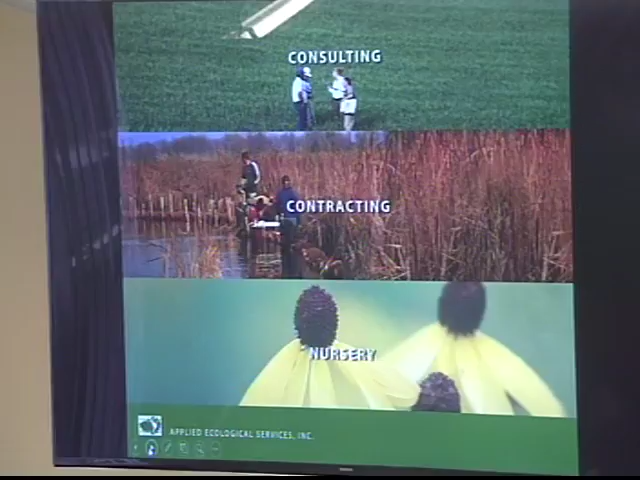 CONSULTING
CONTRACTING
NURSERY
APPLIED ECOLOGICAL SERVICES, INC.